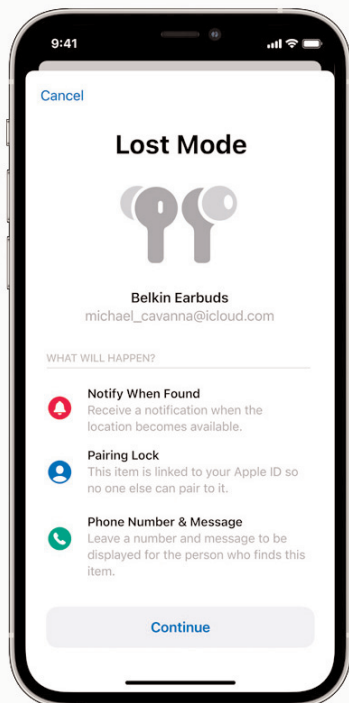 9:41
Cancel
Lost Mode
Belkin Earbuds
michael_cavanna@icloud.com
WHAT WILL HAPPEN?
Notify When Found
Receive a notification when the
location becomes available.
Pairing Lock
This item is linked to your Apple ID so
no one else can pair to it.
Phone Number & Message
Leave a number and message to be
displayed for the person who finds this
item.
Continue